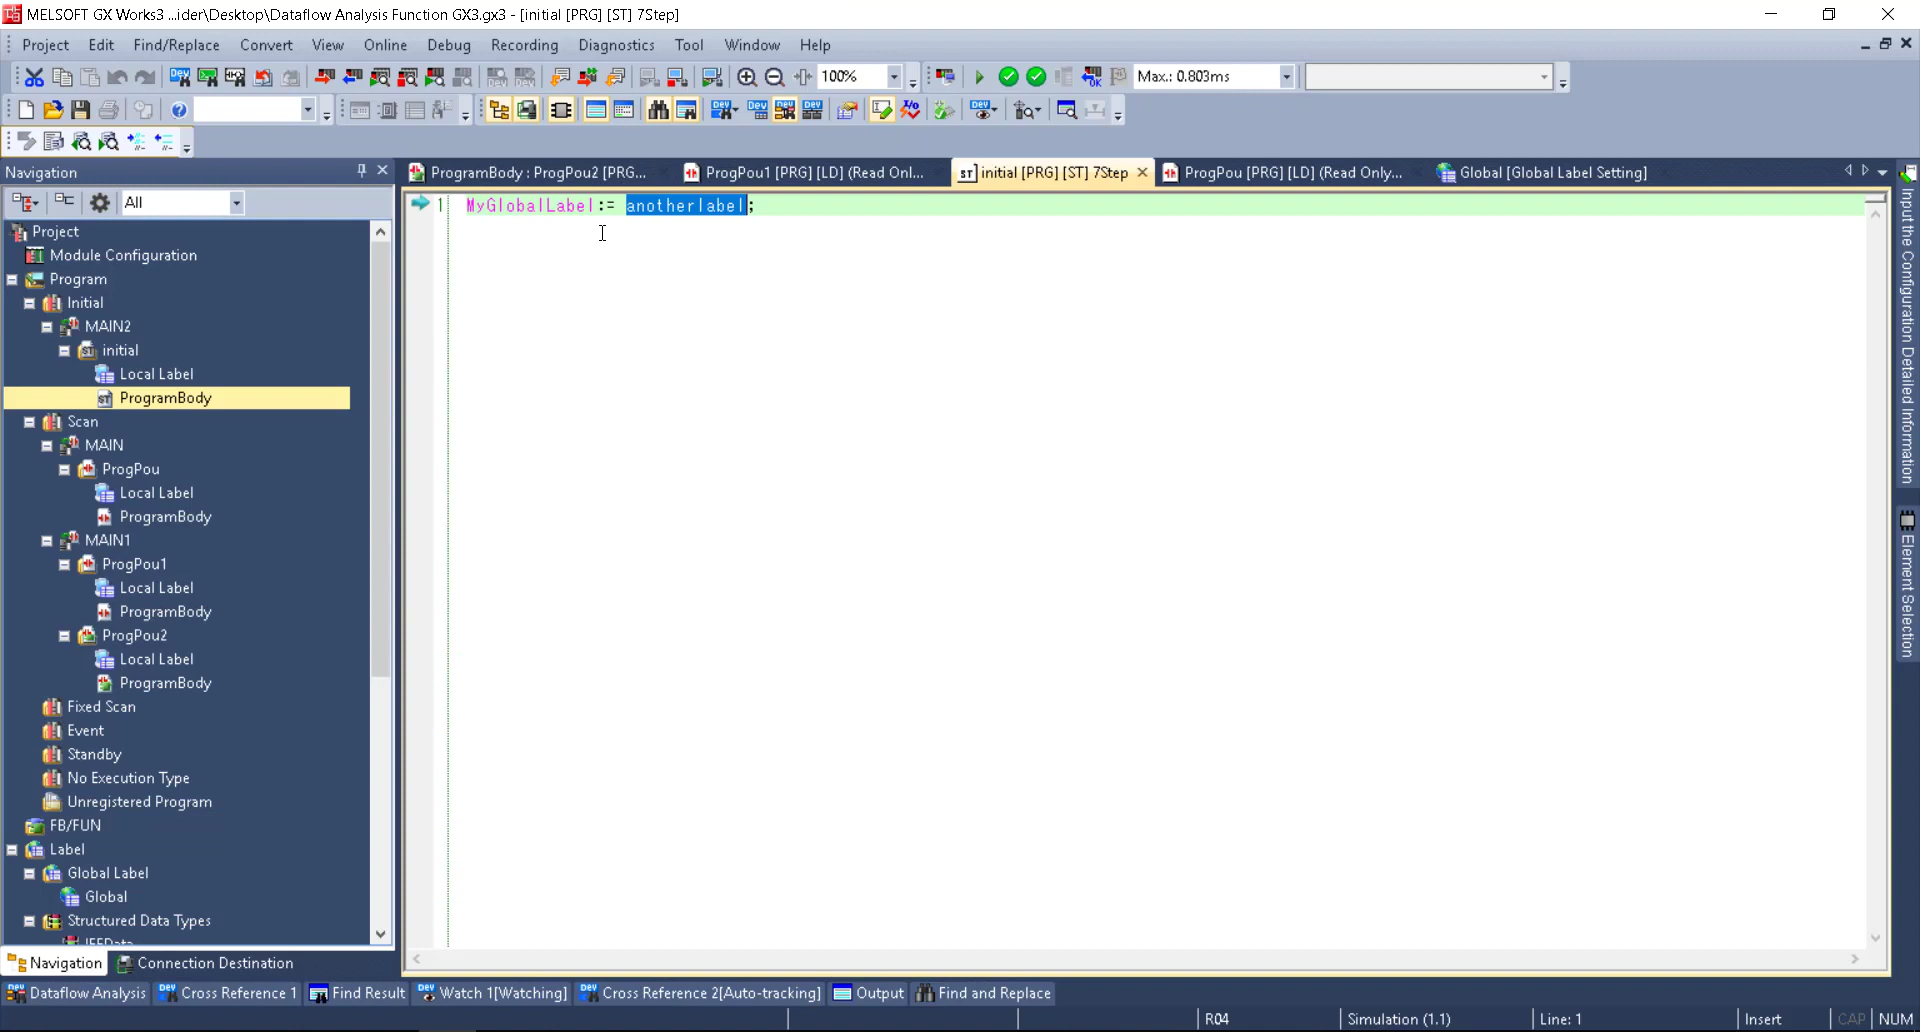 MELSOFT GX Works3 ...ider\Desktop\Dataflow Analysis Function GX3.gx3 - [initial [PRG] [ST] 7Step]
Project Edit Find/Replace Convert View Online Debug Recording Diagnostics Tool Window Help
100% Max.: 0.803ms
Navigation
ProgramBody : ProgPou2 [PRG... ProgPou1 [PRG] [LD] (Read Onl... initial [PRG] [ST] 7Step ProgPou [PRG] [LD] (Read Only... Global [Global Label Setting]
All
1 MyGlobalLabel:= anotherlabel;
Project
Module Configuration
Program
Initial
MAIN2
initial
Local Label
ProgramBody
Scan
MAIN
ProgPou
Local Label
ProgramBody
MAIN1
ProgPou1
Local Label
ProgramBody
ProgPou2
Local Label
ProgramBody
Fixed Scan
Event
Standby
No Execution Type
Unregistered Program
FB/FUN
Label
Global Label
Global
Structured Data Types
Input the Configuration Detailed Information
Element Selection
Navigation Connection Destination
Dataflow Analysis Cross Reference 1 Find Result Watch 1[Watching] Cross Reference 2[Auto-tracking] Output Find and Replace
R04 Simulation (1.1) Line: 1 Insert CAP NUM